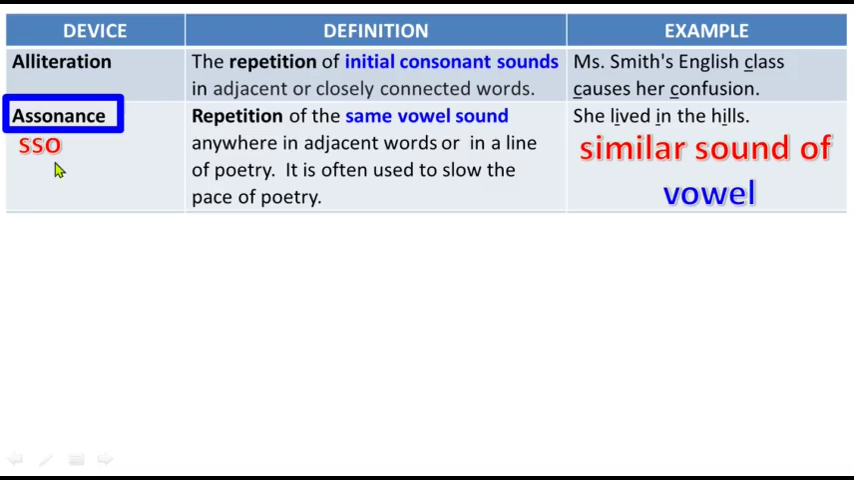 DEVICE DEFINITION EXAMPLE
Alliteration
The repetition of initial consonant sounds
in adjacent or closely connected words.
Ms. Smith's English class
causes her confusion.
Assonance
SSO
Repetition of the same vowel sound
anywhere in adjacent words or in a line
of poetry. It is often used to slow the
pace of poetry.
She lived in the hills.
similar sound of
vowel